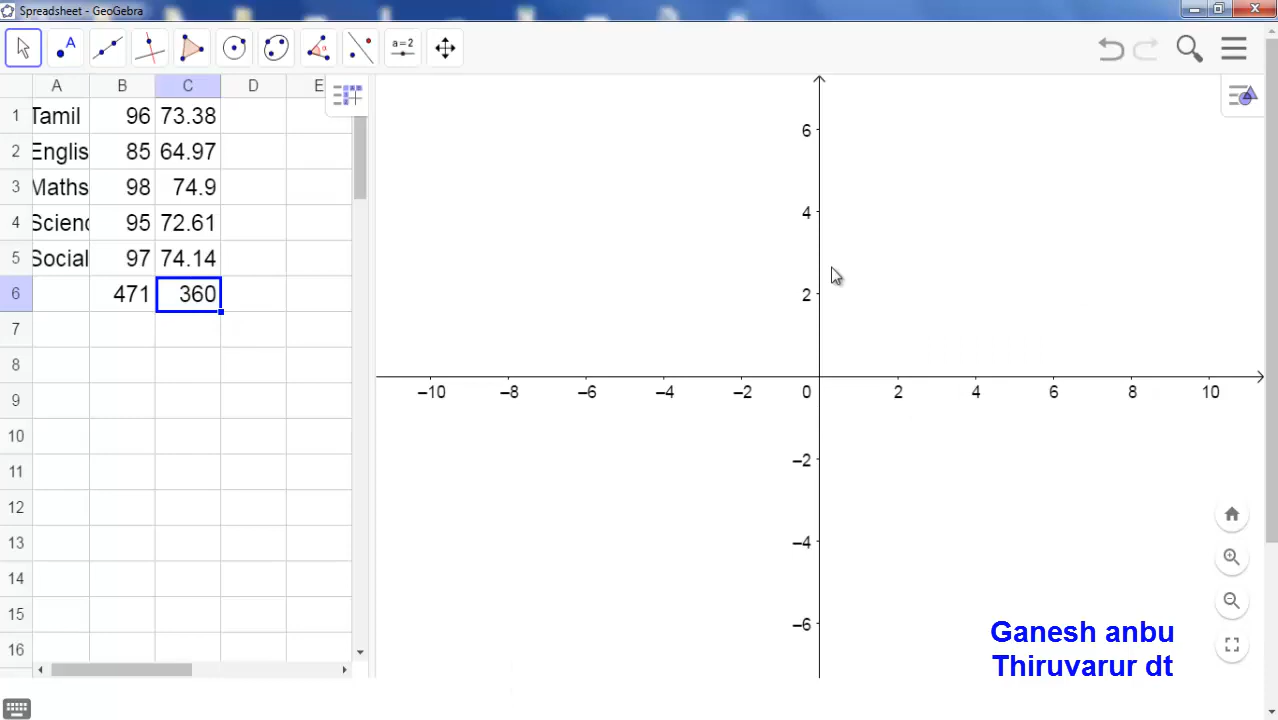 Spreadsheet - GeoGebra
A
a=2
A B C D E
1 Tamil 96 73.38
2 Englis 85 64.97
3 Maths 98 74.9
4 Scienc 95 72.61
5 Social 97 74.14
6 471 360
7
8
9
10
11
12
13
14
15
16
6
4
2
–10 –8 –6 –4 –2 0 2 4 6 8 10
–2
–4
–6
Ganesh anbu
Thiruvarur dt